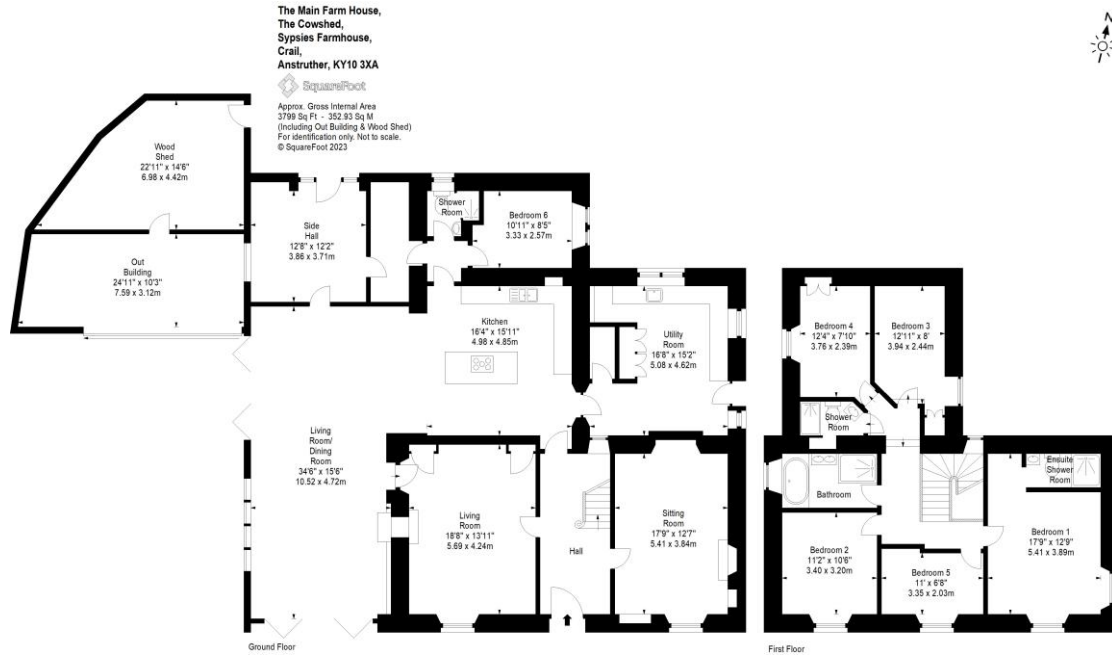 The Main Farm House,
The Cowshed,
Sypsies Farmhouse,
Crail,
Anstruther, KY10 3XA
SquareFoot
Approx. Gross Internal Area
3799 Sq Ft - 352.93 Sq M
(Including Out Building & Wood Shed)
For identification only. Not to scale.
© SquareFoot 2023
N
Wood
Shed
22'11" x 14'6"
6.98 x 4.42m
Out
Building
24'11" x 10'3"
7.59 x 3.12m
Side
Hall
12'8" x 12'2"
3.86 x 3.71m
Shower
Room
Bedroom 6
10'11" x 8'5"
3.33 x 2.57m
Kitchen
16'4" x 15'11"
4.98 x 4.85m
Utility
Room
16'8" x 15'2"
5.08 x 4.62m
Living
Room/
Dining
Room
34'6" x 15'6"
10.52 x 4.72m
Living
Room
18'8" x 13'11"
5.69 x 4.24m
Hall
Sitting
Room
17'9" x 12'7"
5.41 x 3.84m
Ground Floor
Bedroom 4
12'4" x 7'10"
3.76 x 2.39m
Bedroom 3
12'11" x 8'
3.94 x 2.44m
Shower
Room
Bathroom
Ensuite
Shower
Room
Bedroom 2
11'2" x 10'6"
3.40 x 3.20m
Bedroom 5
11' x 6'8"
3.35 x 2.03m
Bedroom 1
17'9" x 12'9"
5.41 x 3.89m
First Floor